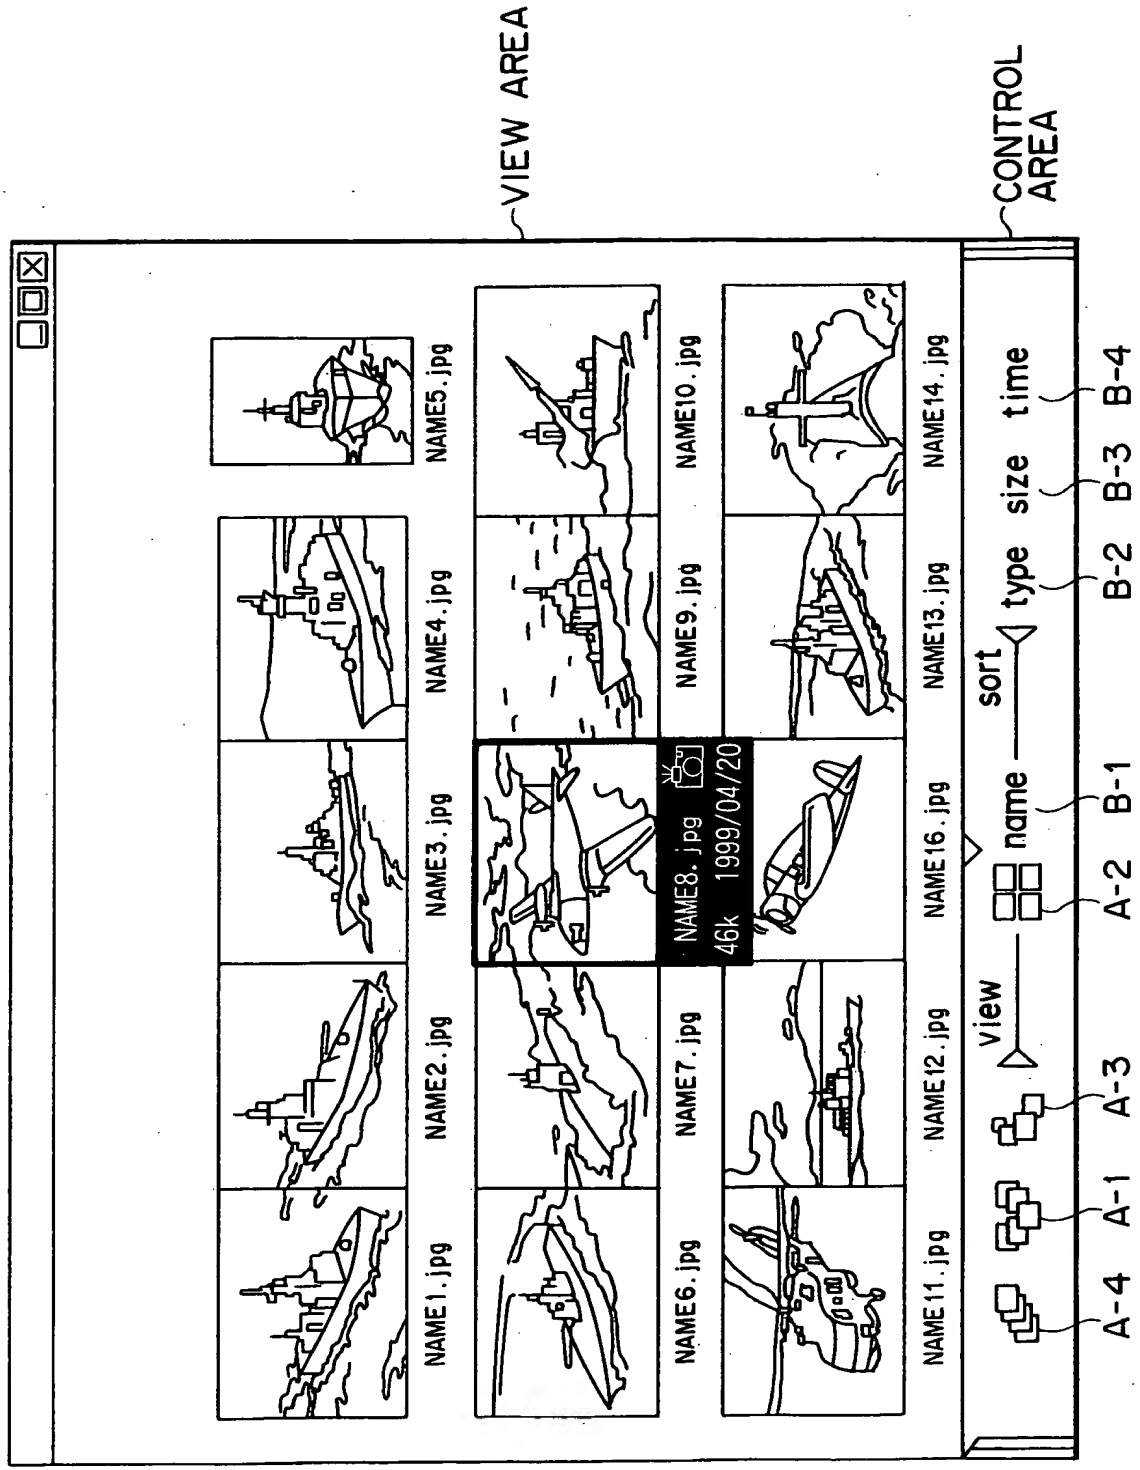 NAME1.jpg NAME2.jpg NAME3.jpg NAME4.jpg NAME5.jpg
VIEW AREA
NAME6.jpg NAME7.jpg NAME8.jpg NAME9.jpg NAME10.jpg
46k 1999/04/20
NAME11.jpg NAME12.jpg NAME16.jpg NAME13.jpg NAME14.jpg
view sort
name type size time
CONTROL
AREA
A-4 A-1 A-3 A-2 B-1 B-2 B-3 B-4